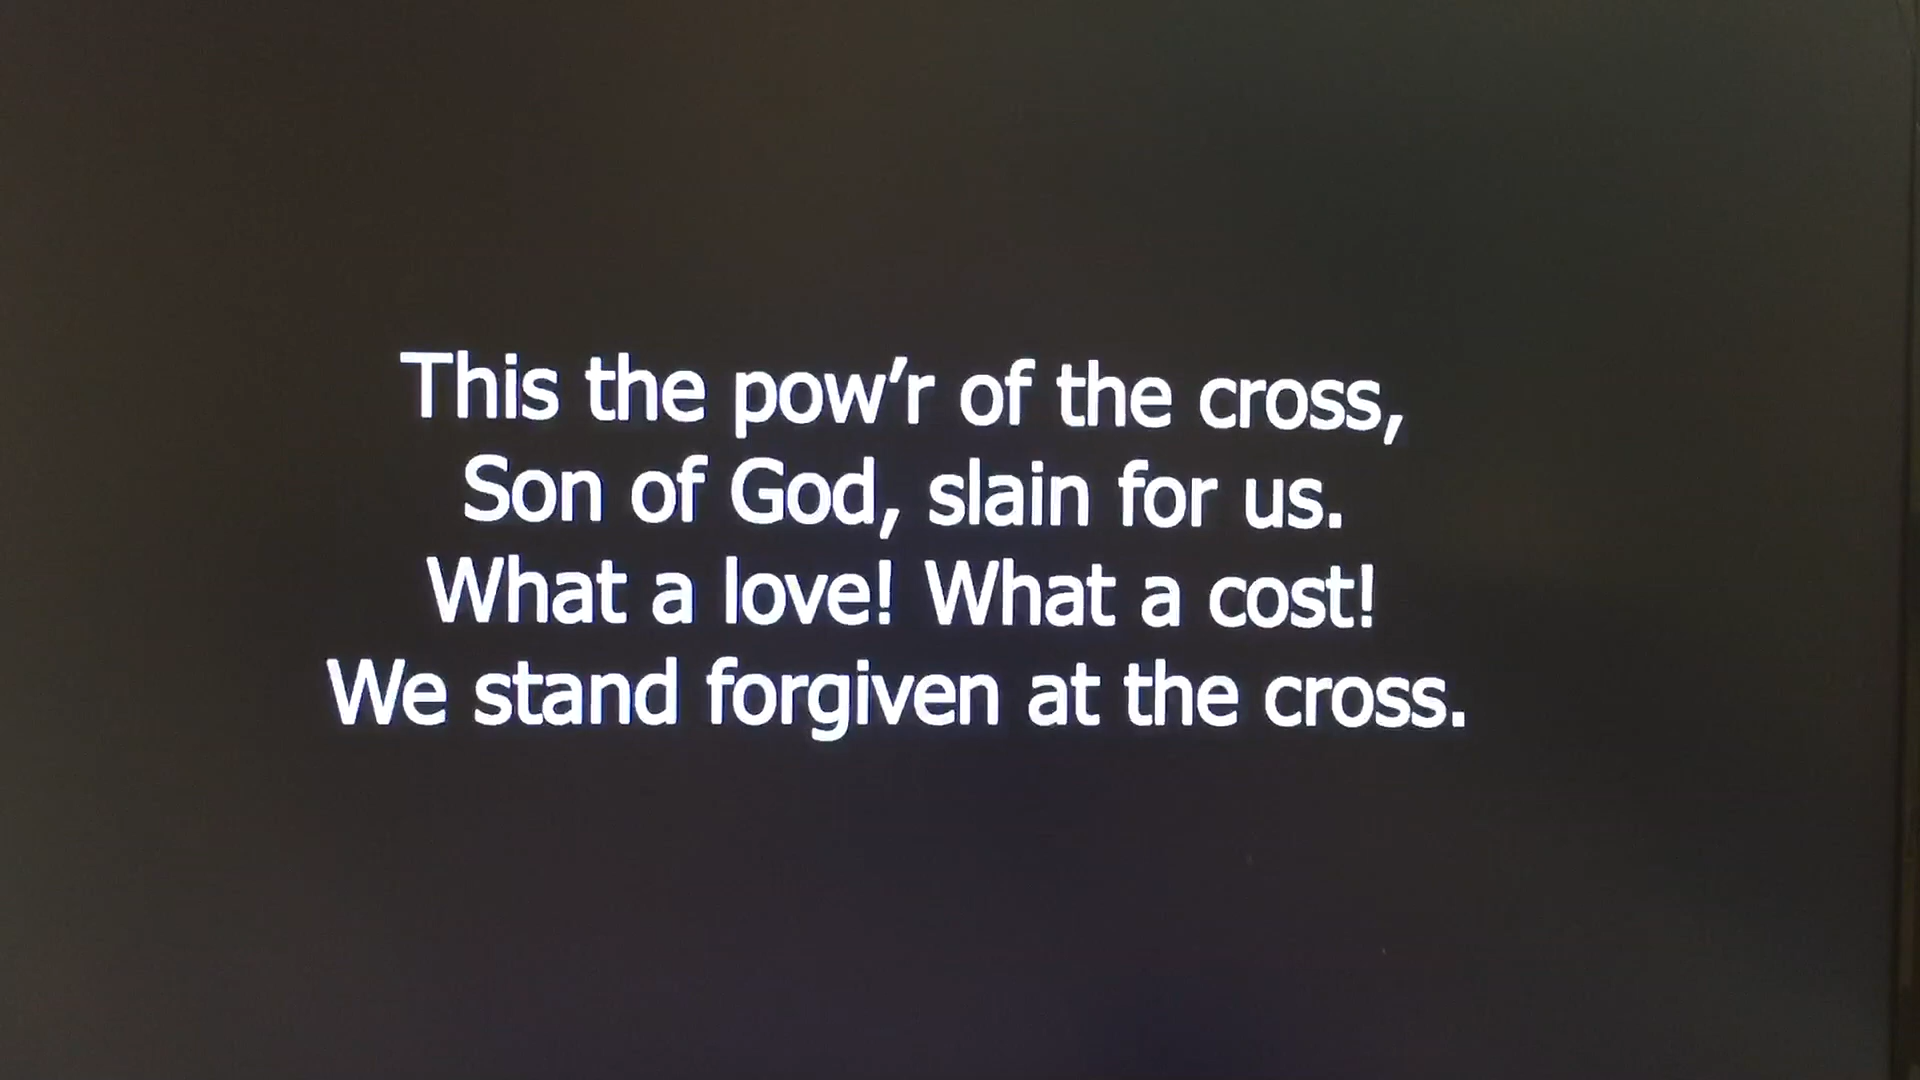 This the pow’r of the cross,
Son of God, slain for us.
What a love! What a cost!
We stand forgiven at the cross.